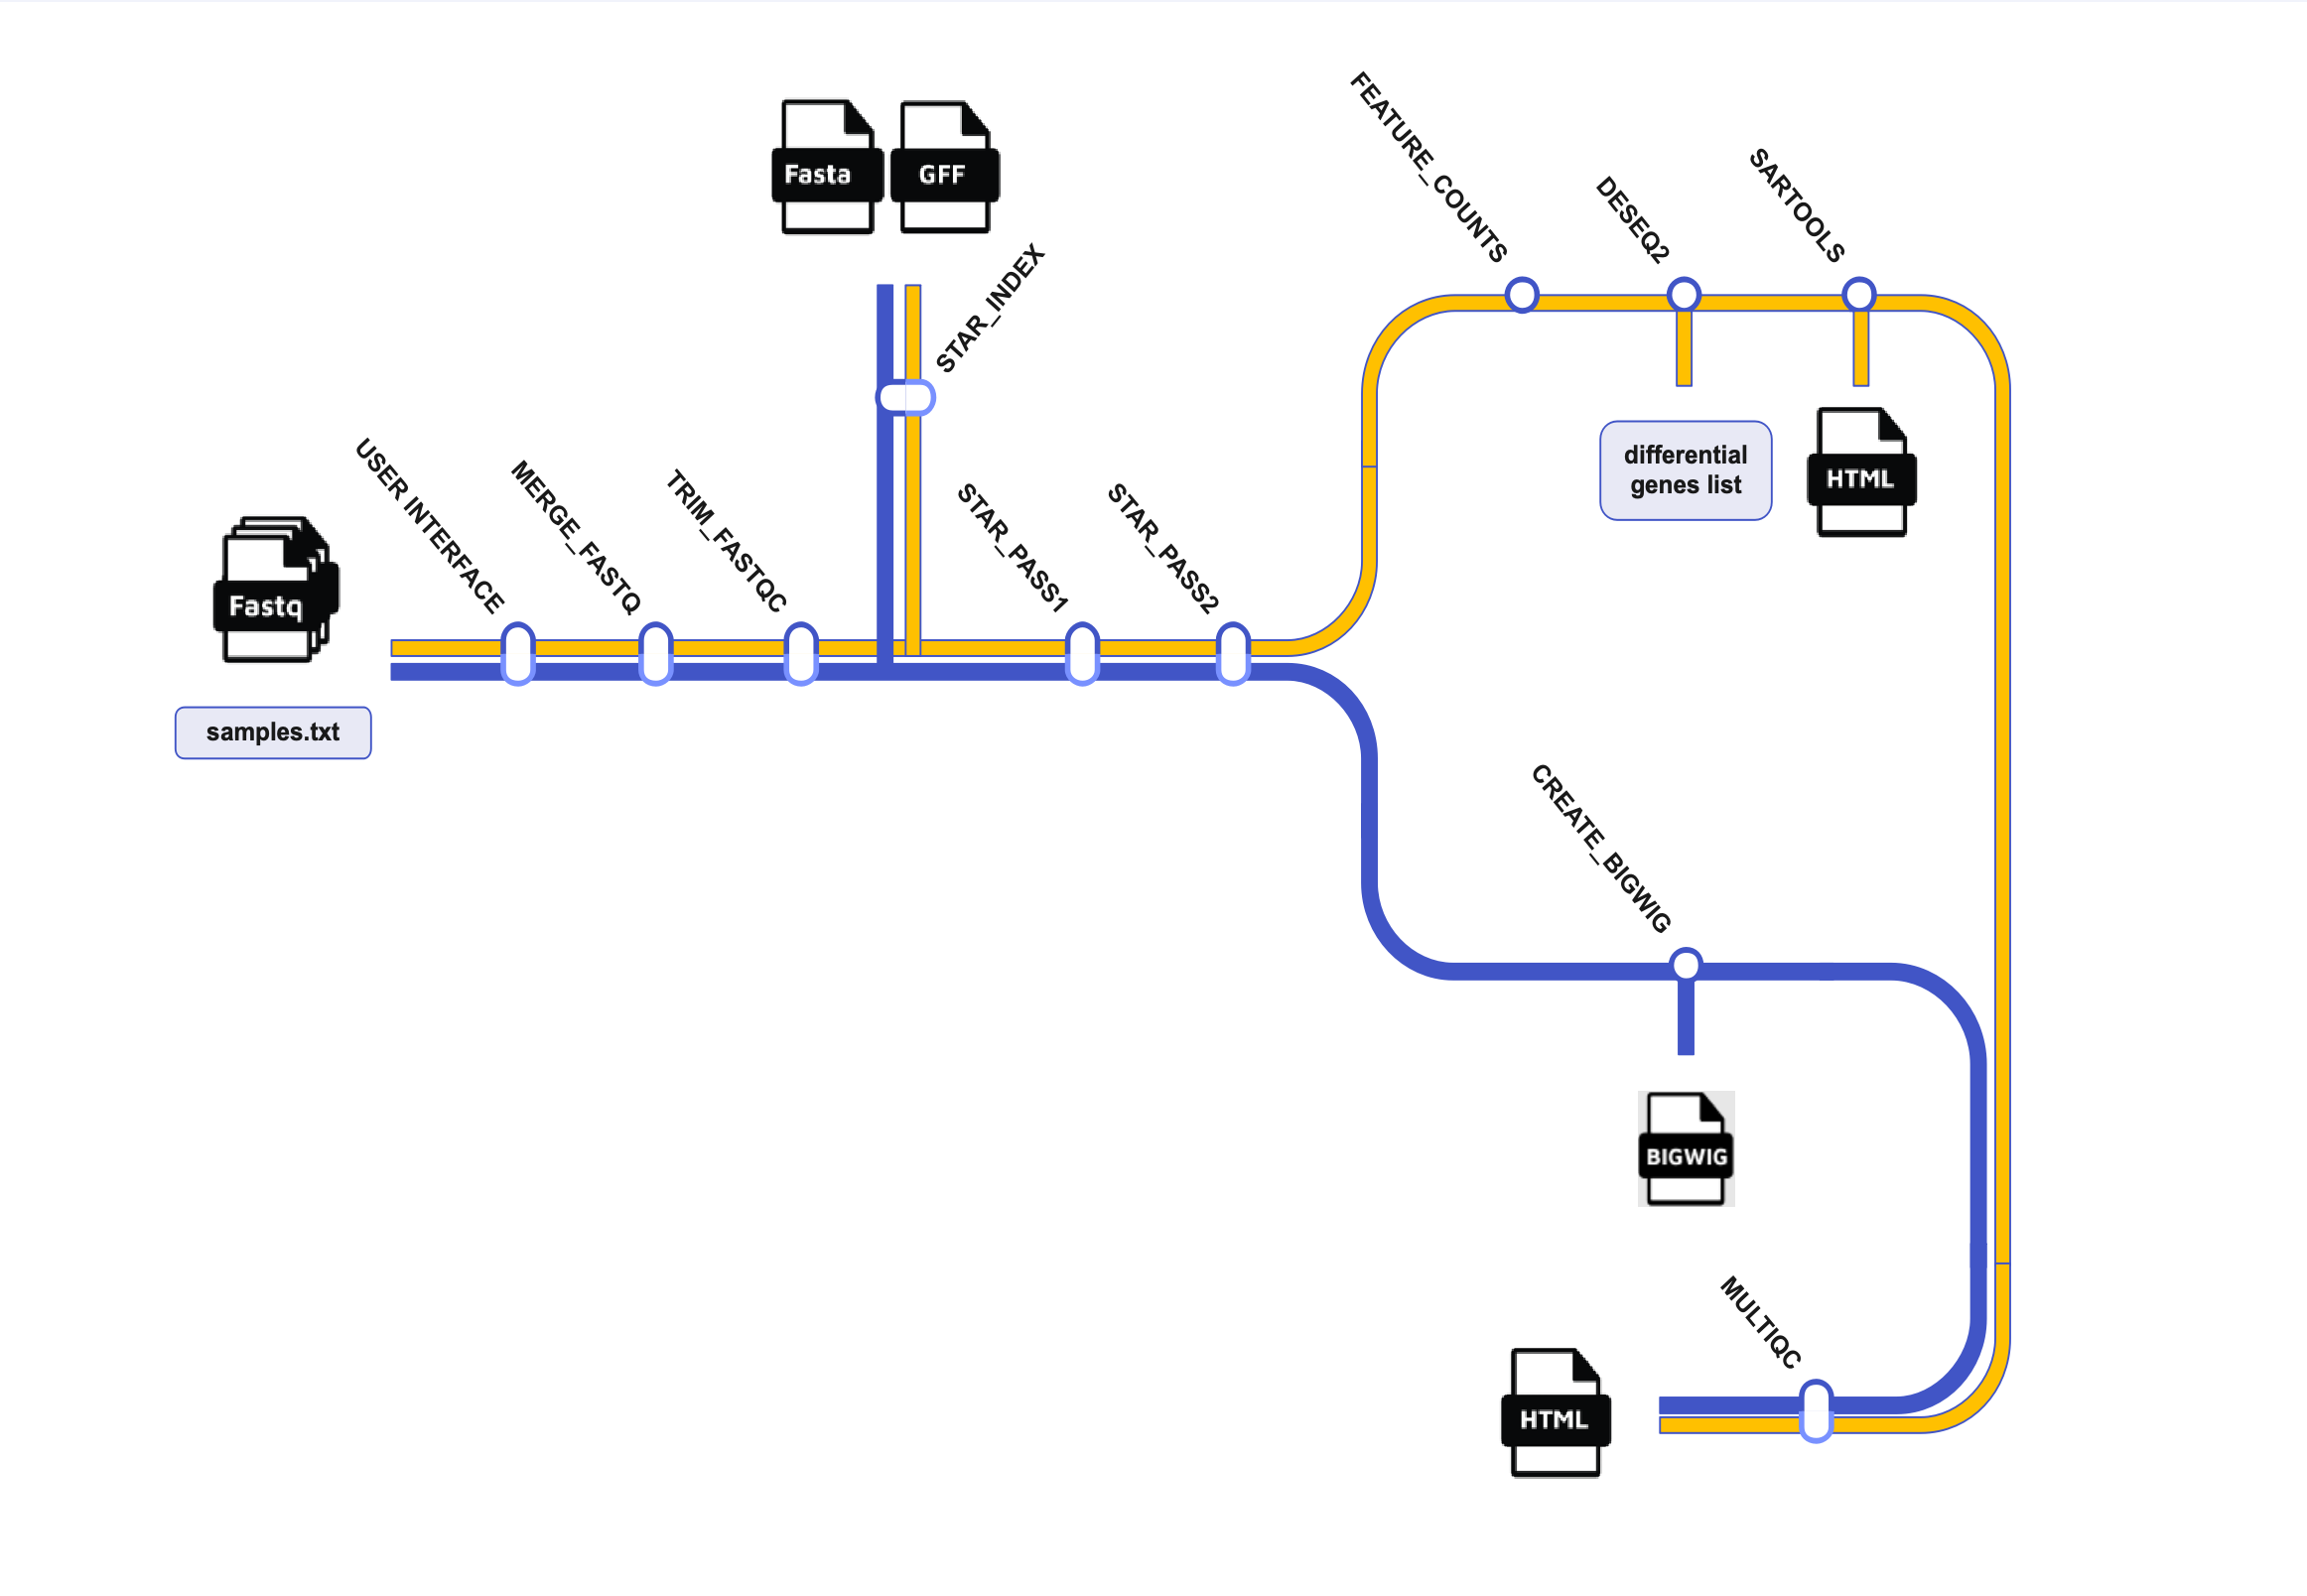 Fasta
GFF
STAR_INDEX
FEATURE_COUNTS
DESEQ2
SARTOOLS
differential
genes list
HTML
USER INTERFACE
MERGE_FASTQ
TRIM_FASTQC
STAR_PASS1
STAR_PASS2
Fastq
samples.txt
CREATE_BIGWIG
BIGWIG
MULTIQC
HTML